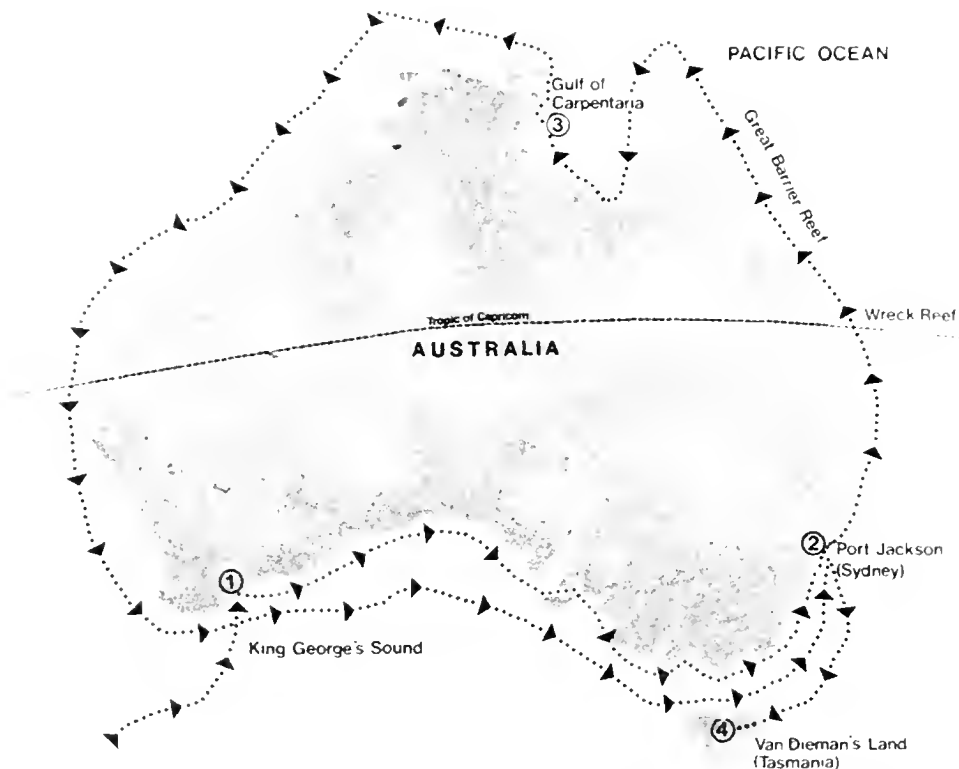 PACIFIC OCEAN
Gulf of
Carpentaria
3
Great Barrier Reef
Wreck Reef
Tropic of Capricorn
AUSTRALIA
2
Port Jackson
(Sydney)
1
King George's Sound
4
Van Dieman's Land
(Tasmania)